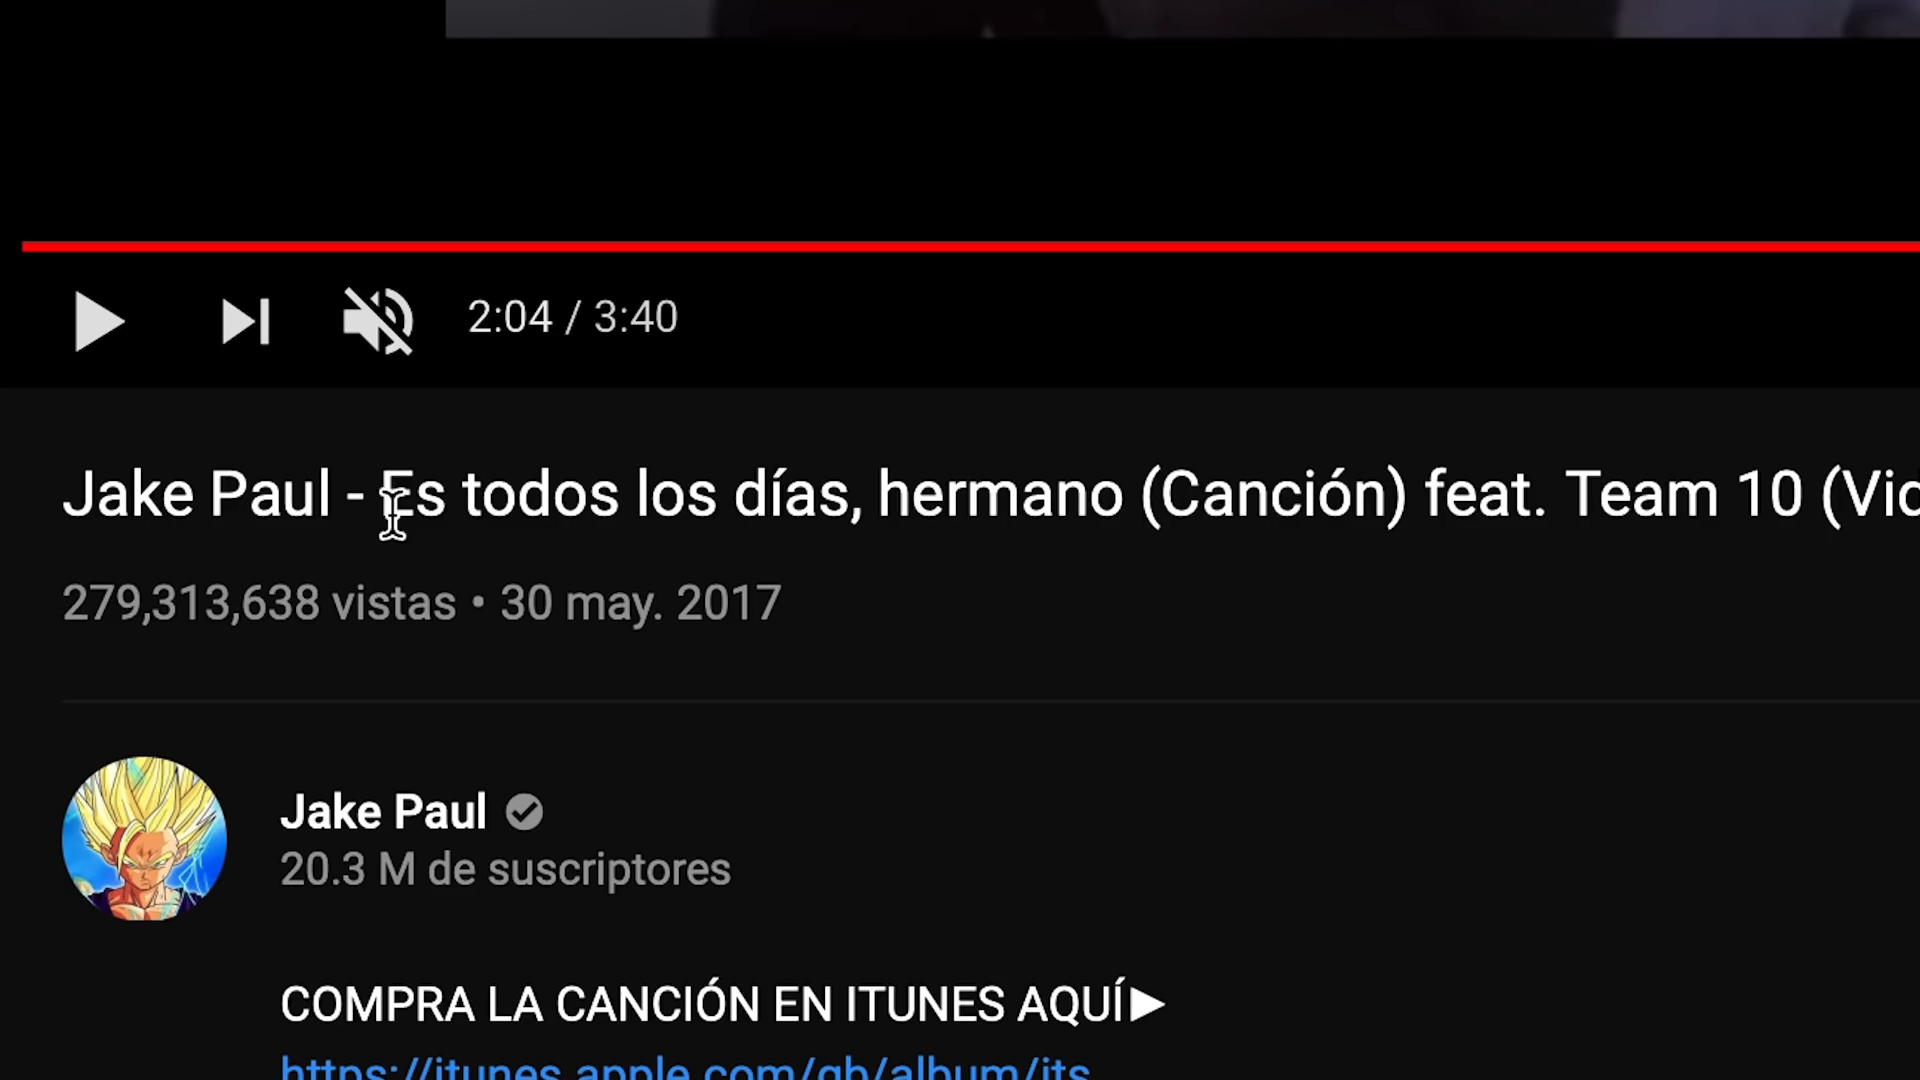 2:04 / 3:40
Jake Paul - Es todos los días, hermano (Canción) feat. Team 10 (Vid
279,313,638 vistas • 30 may. 2017
Jake Paul
20.3 M de suscriptores
COMPRA LA CANCIÓN EN ITUNES AQUÍ▶
https://itunes.apple.com/gb/album/its